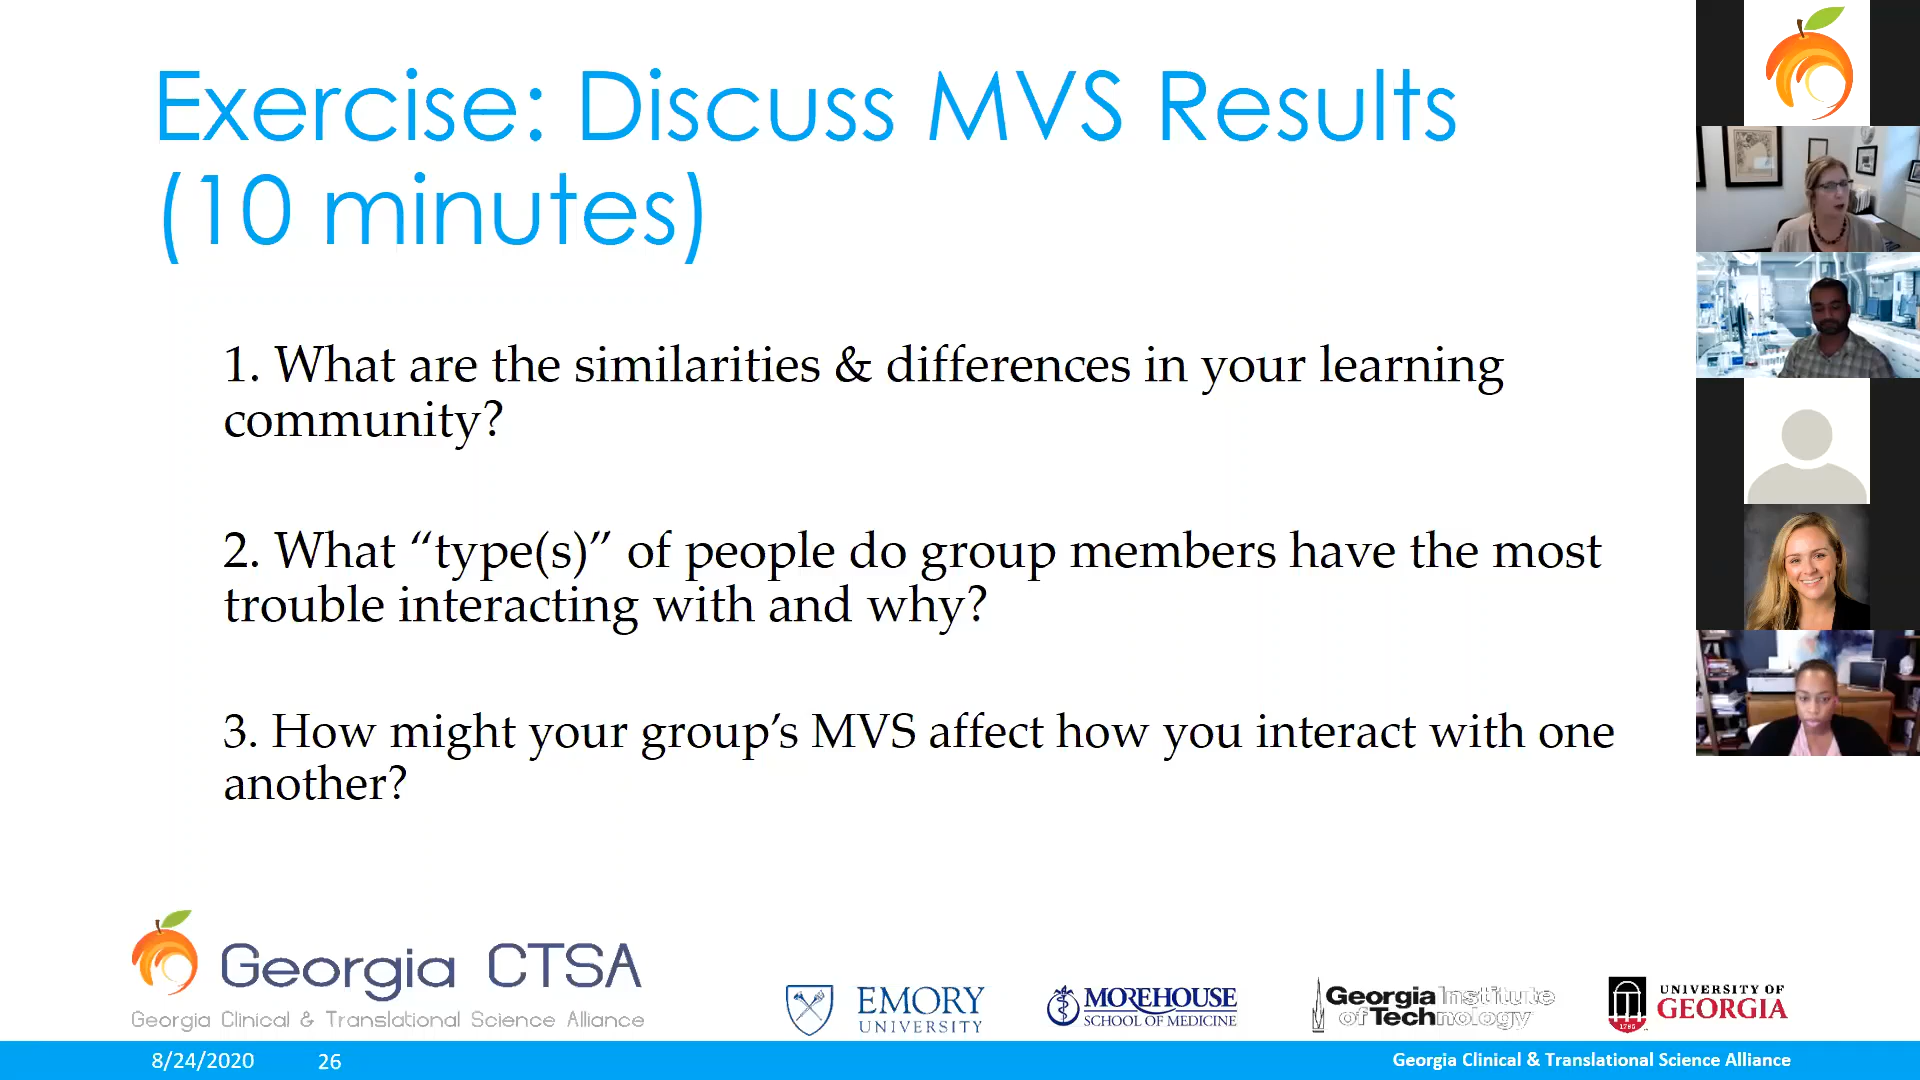 Exercise: Discuss MVS Results
(10 minutes)
1. What are the similarities & differences in your learning
community?
2. What “type(s)” of people do group members have the most
trouble interacting with and why?
3. How might your group’s MVS affect how you interact with one
another?
Georgia CTSA
Georgia Clinical & Translational Science Alliance
EMORY
UNIVERSITY
MOREHOUSE
SCHOOL OF MEDICINE
Georgia Institute
of Technology
UNIVERSITY OF
GEORGIA
1785
8/24/2020
26
Georgia Clinical & Translational Science Alliance